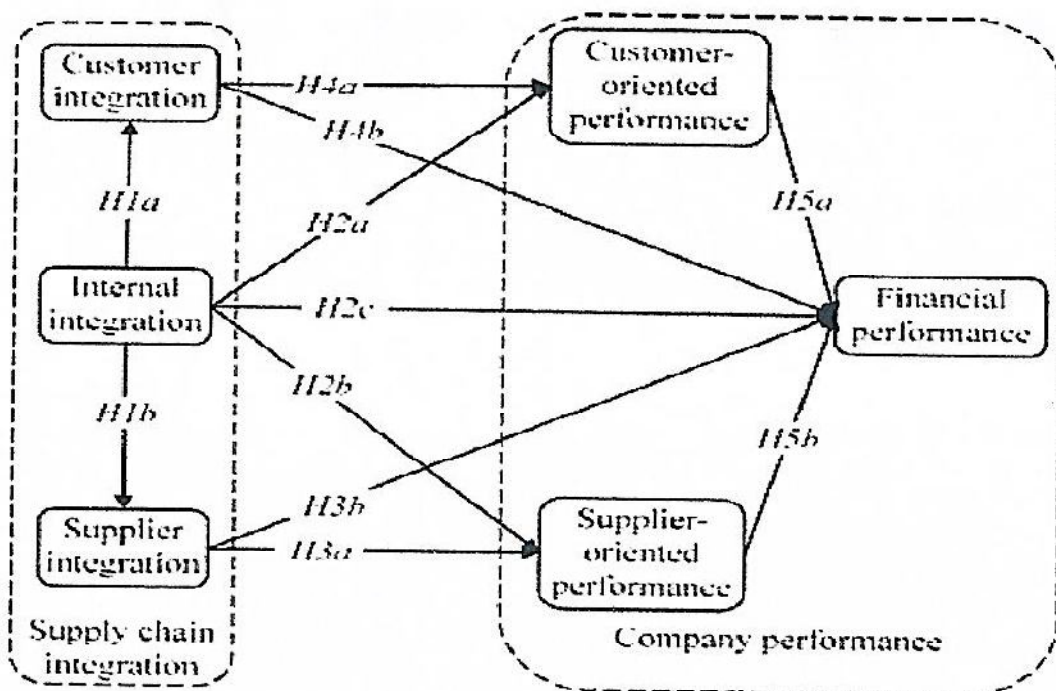 Customer
integration
H4a
Customer-
oriented
performance
H4b
H1a
H2a
H5a
Internal
integration
H2c
Financial
performance
H2b
H1b
H5b
Supplier
integration
H3b
H3a
Supplier-
oriented
performance
Supply chain
integration
Company performance